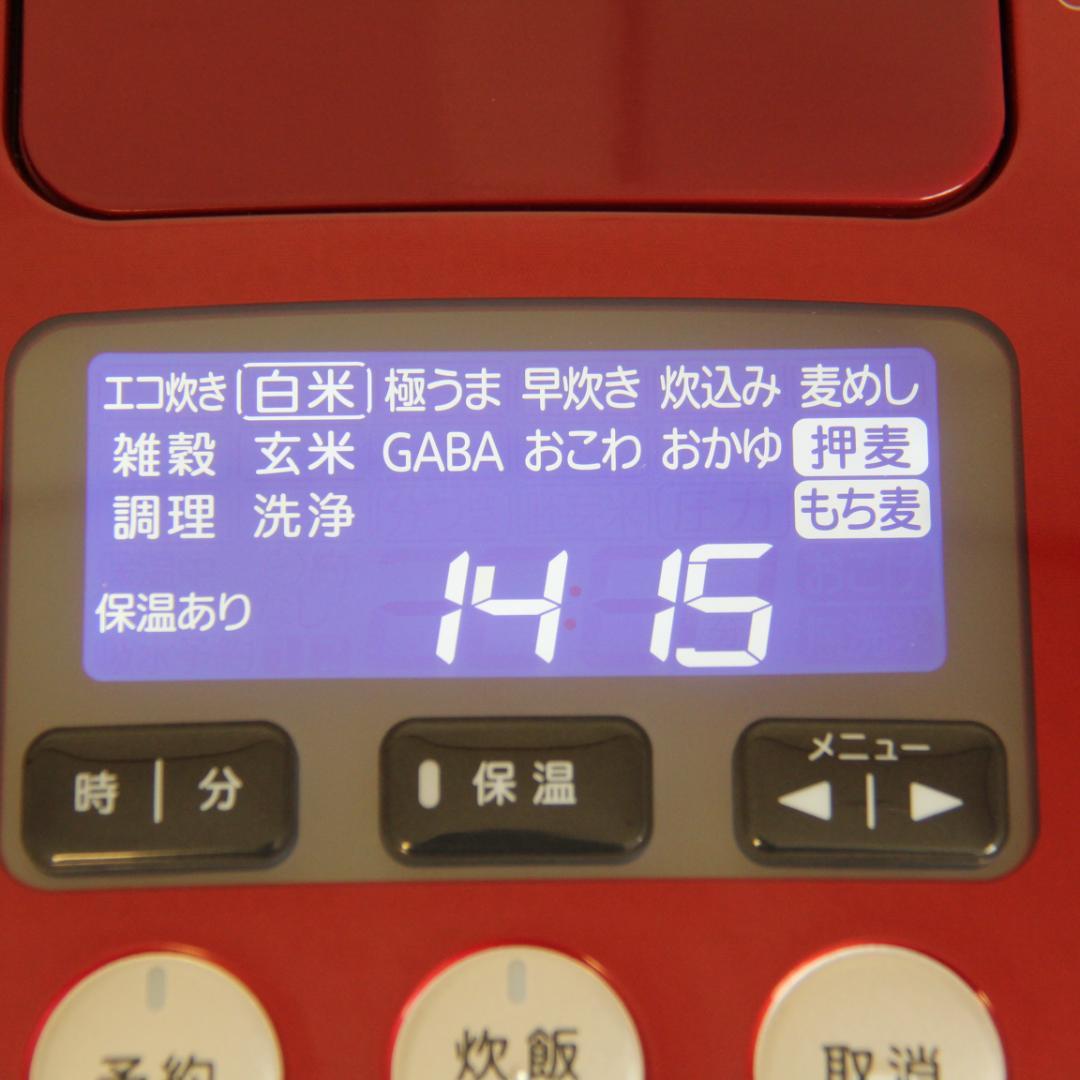 エコ炊き 白米 極うま 早炊き 炊込み 麦めし
雑穀 玄米 GABA おこわ おかゆ 押麦
調理 洗浄 もち麦
保温あり 14 15
時 分 保温 メニュー
予約 炊飯 取消